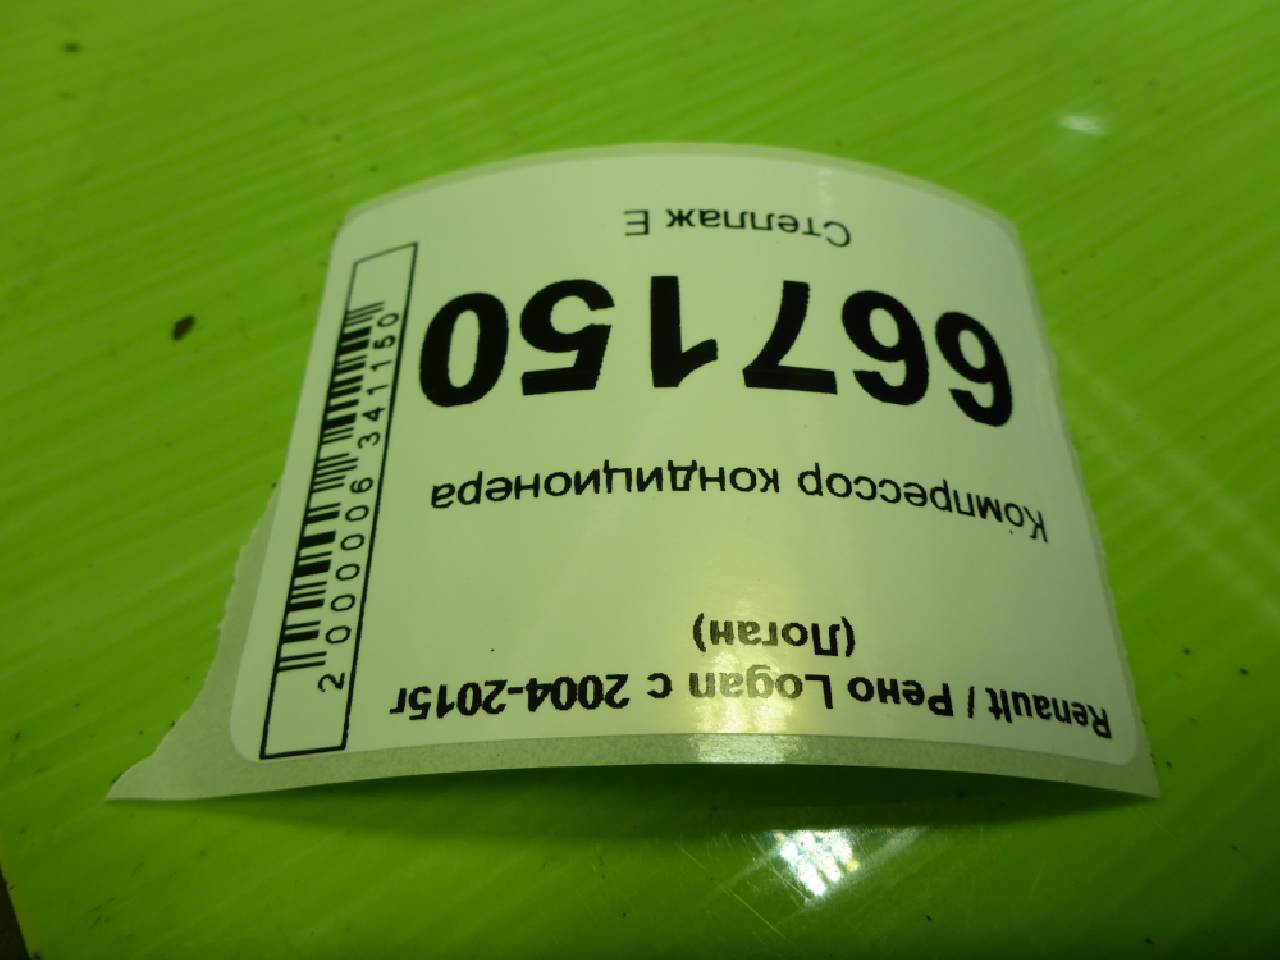 Renault / Рено Logan с 2004-2015г
(Логан)
Компрессор кондиционера
667150
Стеллаж Е
2000006341150